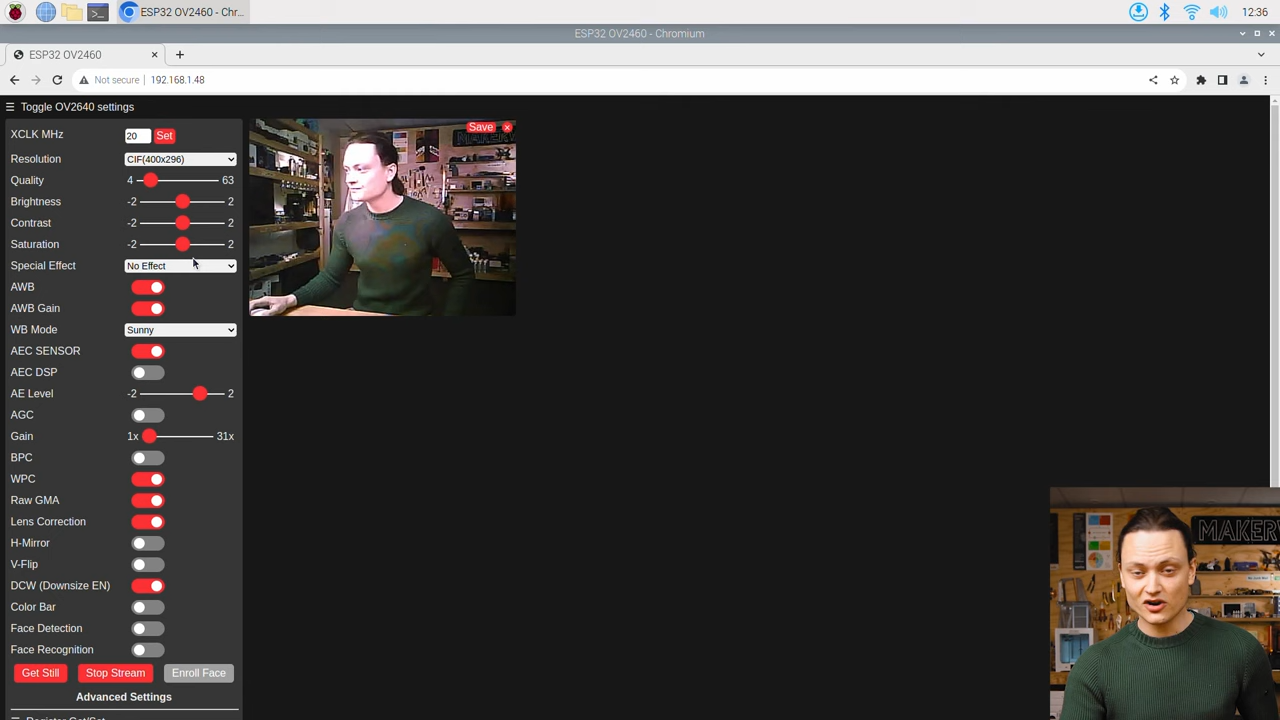 ESP32 OV2460 - Chr...
12:36
ESP32 OV2460 - Chromium
ESP32 OV2460
Not secure
192.168.1.48
Toggle OV2640 settings
XCLK MHz 20 Set
Resolution CIF(400x296)
Quality 4 63
Brightness -2 2
Contrast -2 2
Saturation -2 2
Special Effect No Effect
AWB
AWB Gain
WB Mode Sunny
AEC SENSOR
AEC DSP
AE Level -2 2
AGC
Gain 1x 31x
BPC
WPC
Raw GMA
Lens Correction
H-Mirror
V-Flip
DCW (Downsize EN)
Color Bar
Face Detection
Face Recognition
Get Still Stop Stream Enroll Face
Advanced Settings
Register Get/Set
Save
MAKERV